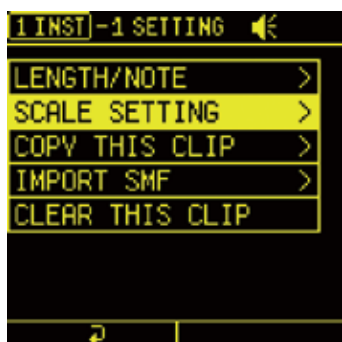 1 INST-1 SETTING
LENGTH/NOTE >
SCALE SETTING >
COPY THIS CLIP >
IMPORT SMF >
CLEAR THIS CLIP